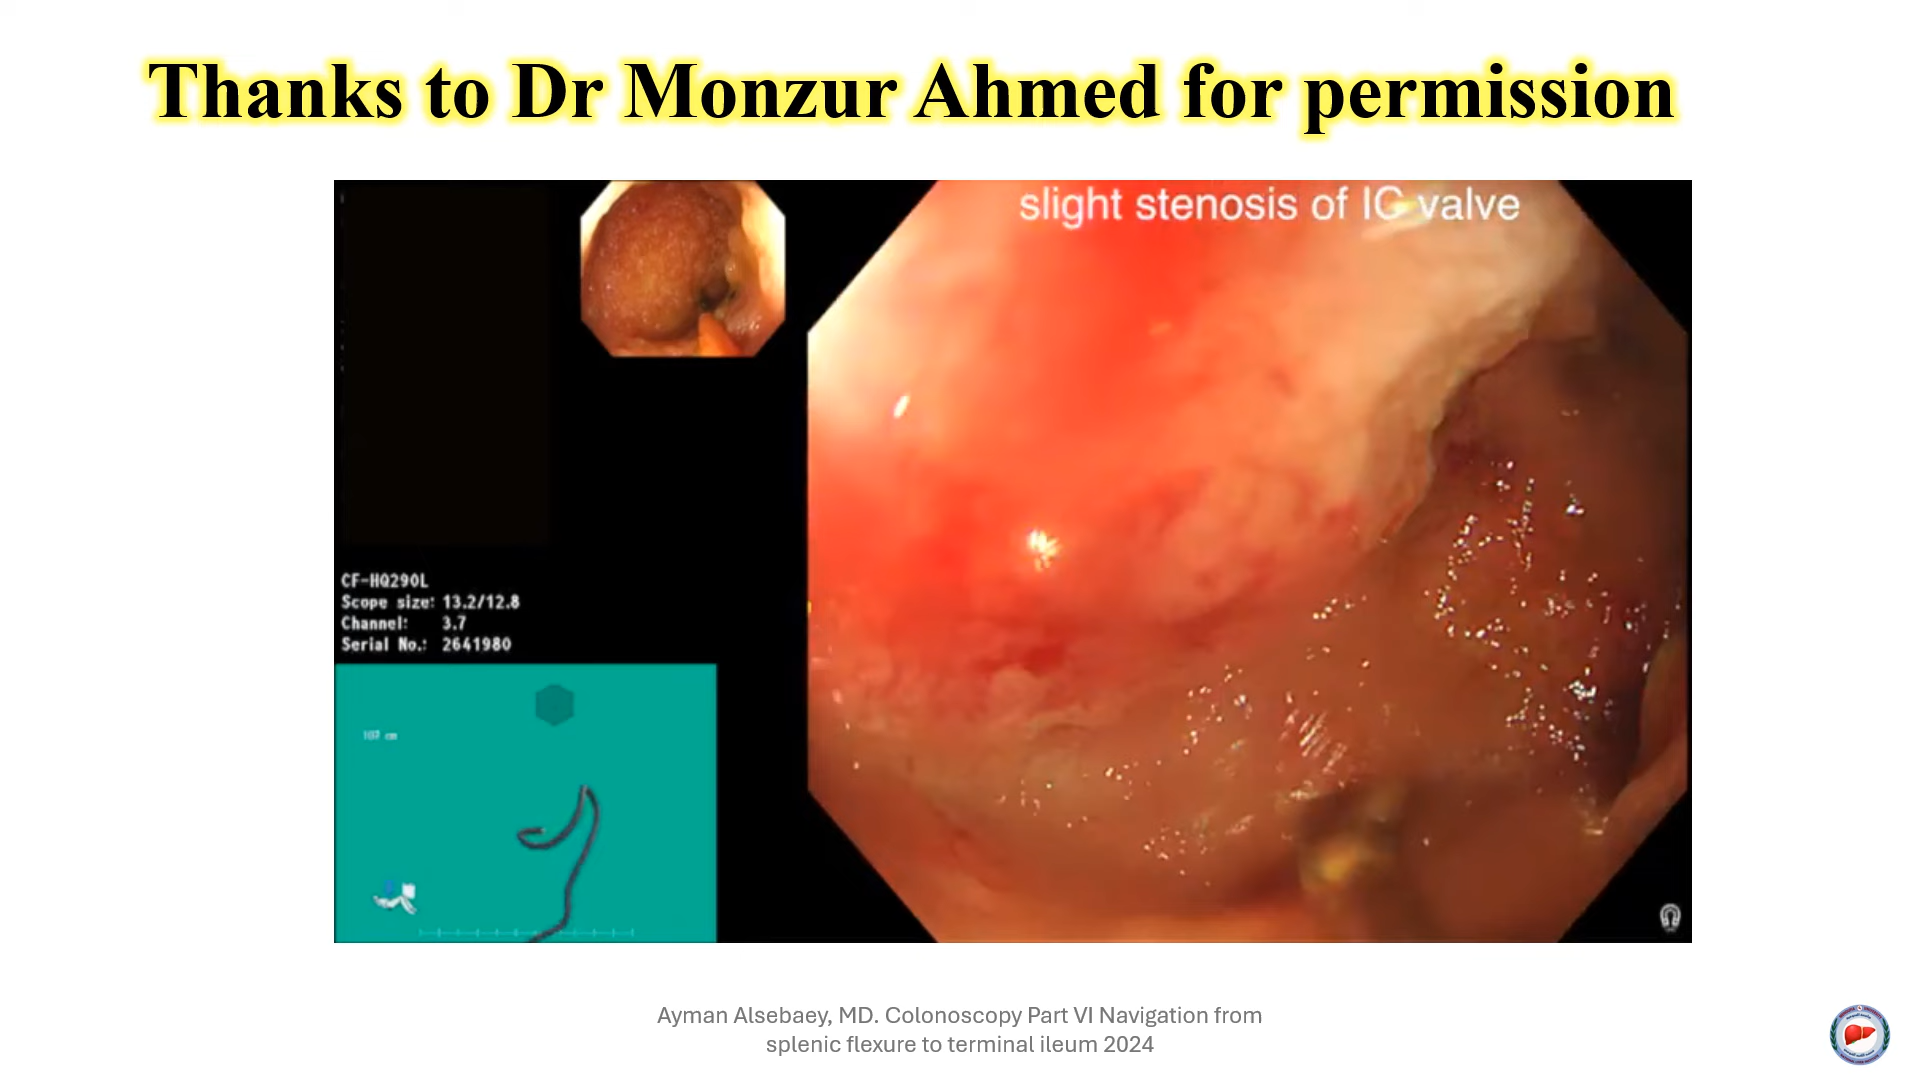 Thanks to Dr Monzur Ahmed for permission
slight stenosis of IC valve
CF-HQ290L
Scope size: 13.2/12.8
Channel: 3.7
Serial No.: 2641980
Ayman Alsebaey, MD. Colonoscopy Part VI Navigation from
splenic flexure to terminal ileum 2024